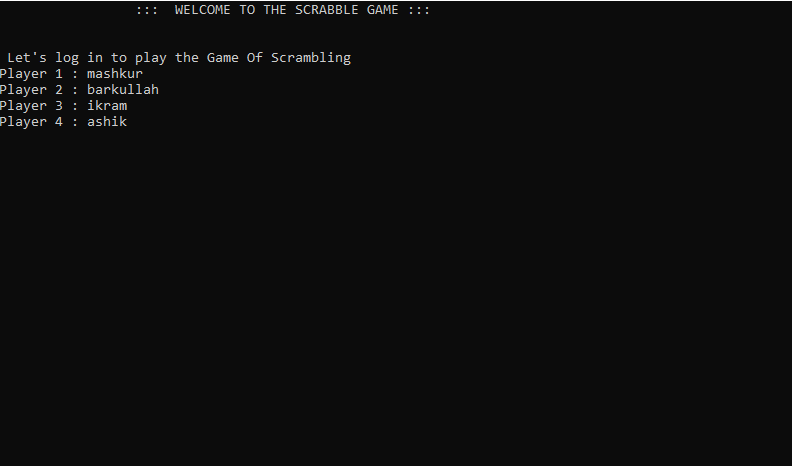 :::  WELCOME TO THE SCRABBLE GAME :::
Let's log in to play the Game Of Scrambling
Player 1 : mashkur
Player 2 : barkullah
Player 3 : ikram
Player 4 : ashik